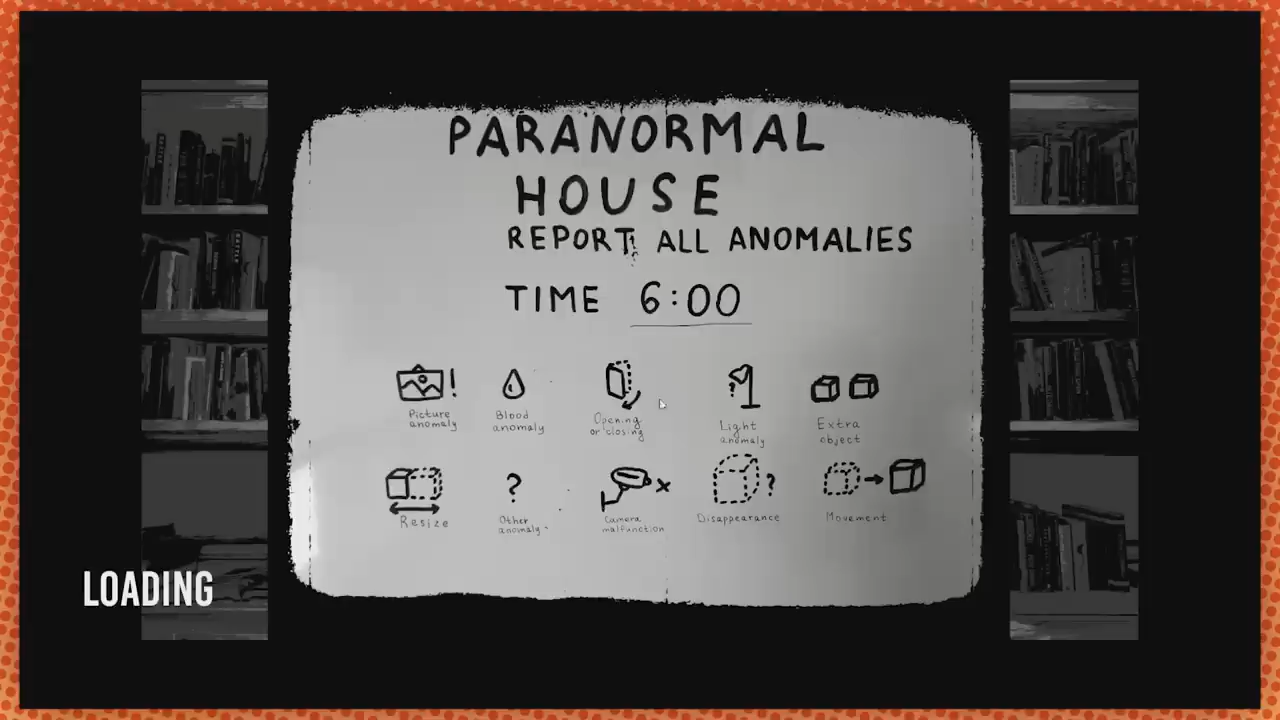 PARANORMAL
HOUSE
REPORT ALL ANOMALIES
TIME 6:00
Picture anomaly
Blood anomaly
Opening or closing
Light anomaly
Extra object
Resize
Other anomaly
Camera malfunction
Disappearance
Movement
LOADING